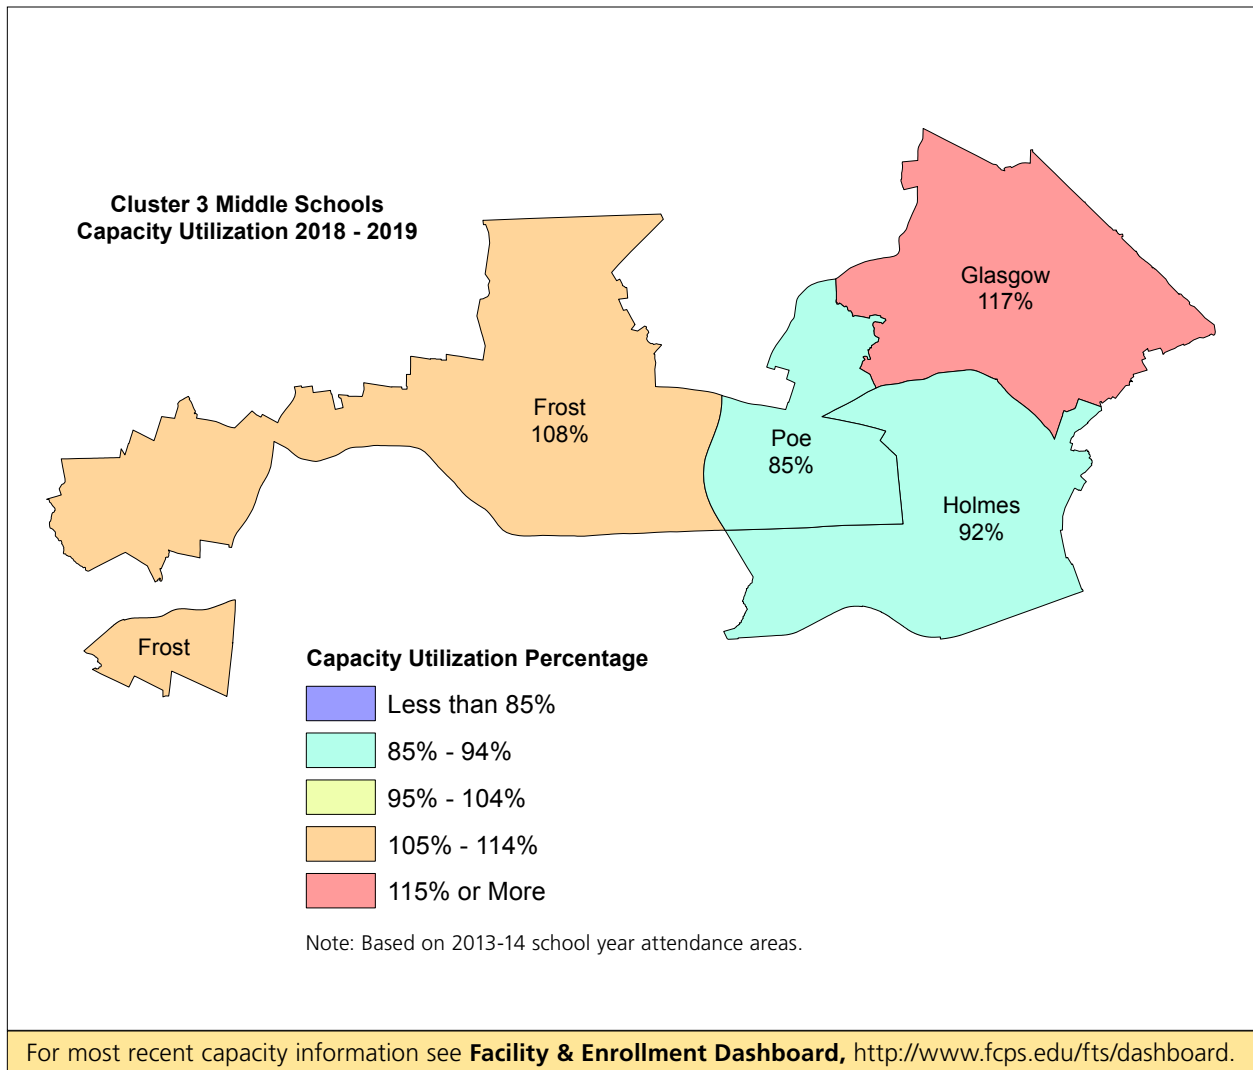 Cluster 3 Middle Schools
Capacity Utilization 2018 - 2019
Glasgow
117%
Frost
108%
Poe
85%
Holmes
92%
Frost
Capacity Utilization Percentage
Less than 85%
85% - 94%
95% - 104%
105% - 114%
115% or More
Note: Based on 2013-14 school year attendance areas.
For most recent capacity information see Facility & Enrollment Dashboard, http://www.fcps.edu/fts/dashboard.